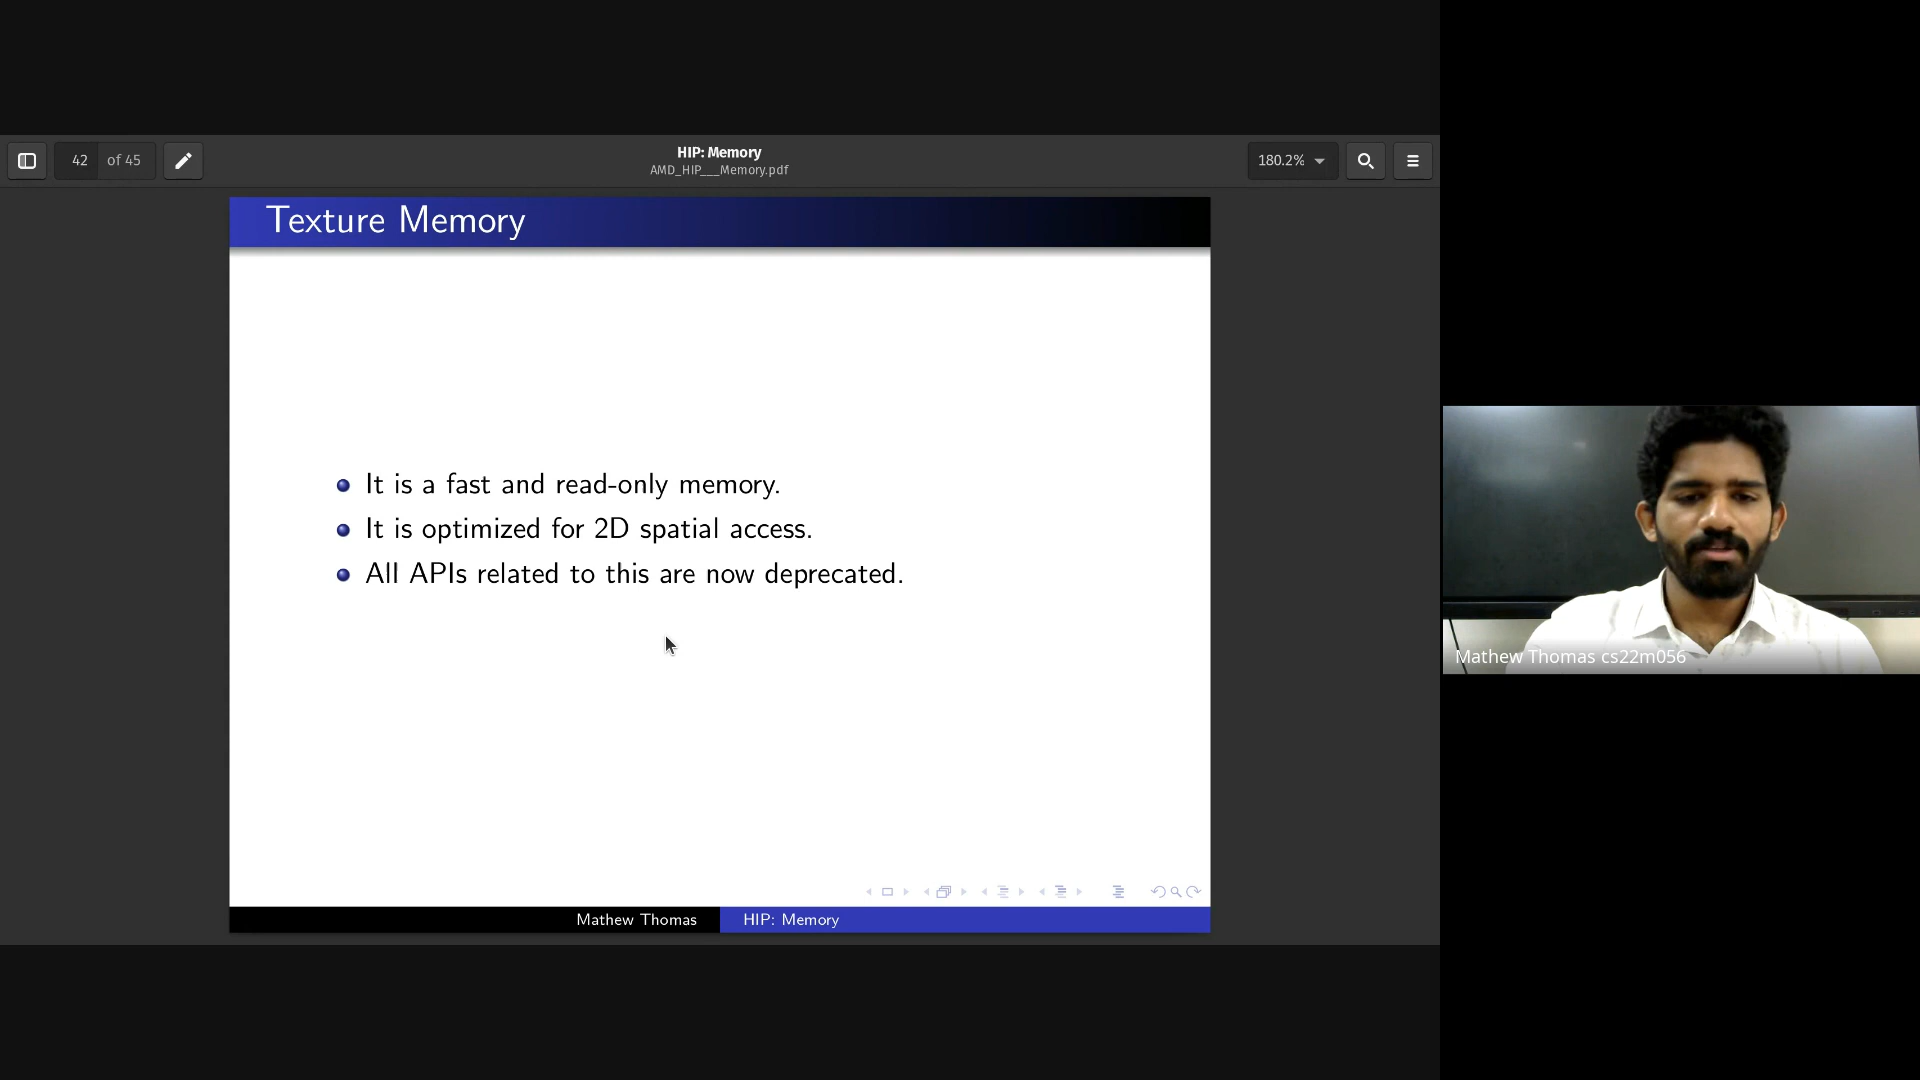 42 of 45
HIP: Memory
AMD_HIP___Memory.pdf
180.2%
Texture Memory
It is a fast and read-only memory.
It is optimized for 2D spatial access.
All APIs related to this are now deprecated.
Mathew Thomas
HIP: Memory
Mathew Thomas cs22m056